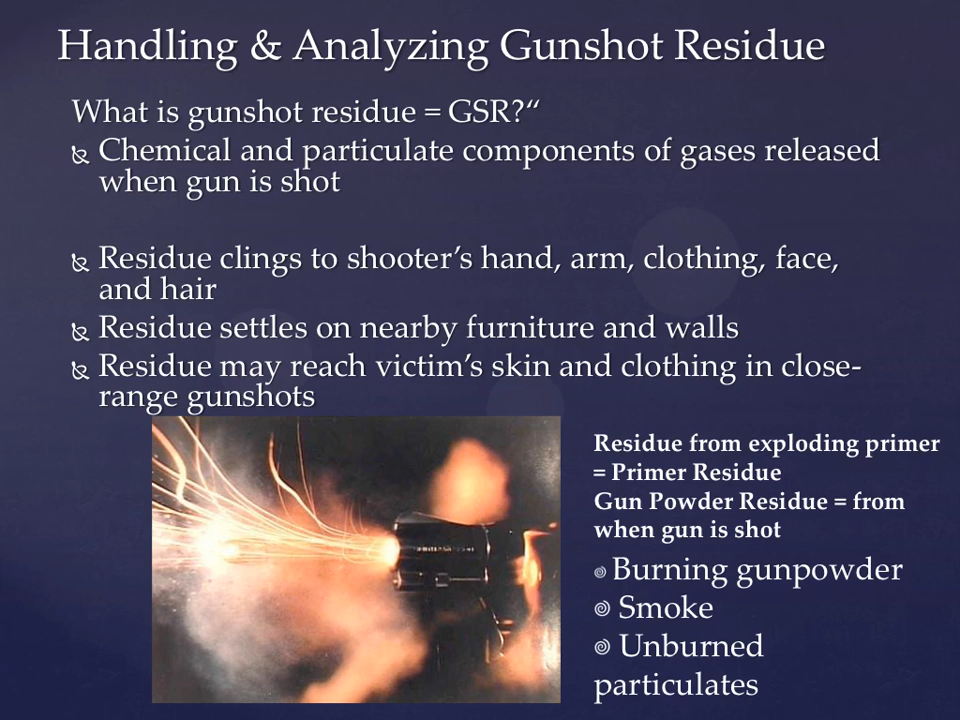 Handling & Analyzing Gunshot Residue
What is gunshot residue = GSR?“
Chemical and particulate components of gases released
when gun is shot
Residue clings to shooter’s hand, arm, clothing, face,
and hair
Residue settles on nearby furniture and walls
Residue may reach victim’s skin and clothing in close-
range gunshots
Residue from exploding primer
= Primer Residue
Gun Powder Residue = from
when gun is shot
Burning gunpowder
Smoke
Unburned
particulates